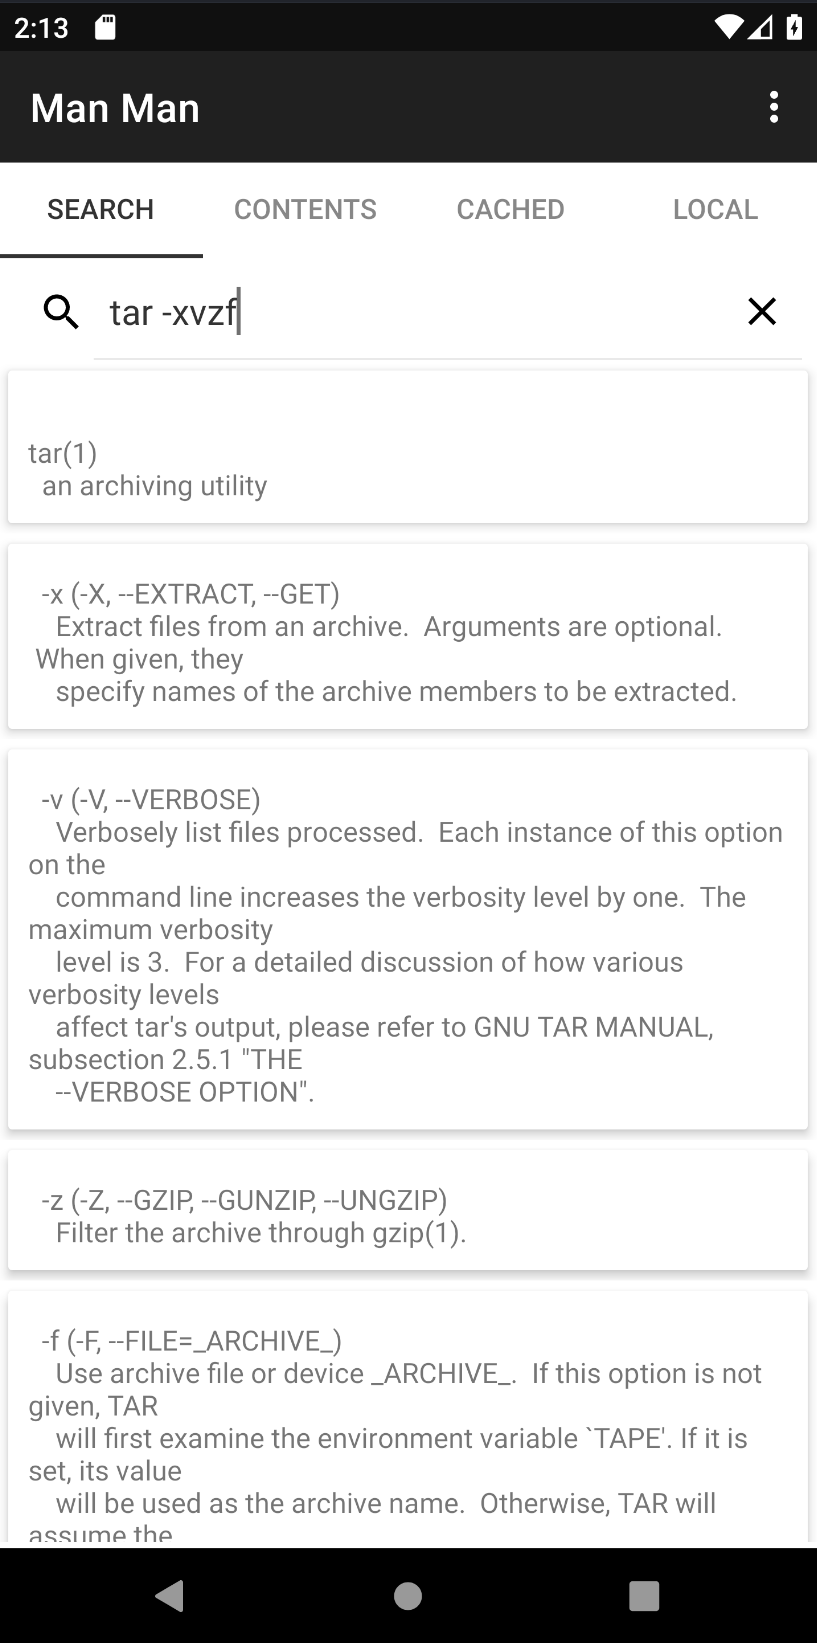 2:13
Man Man
SEARCH CONTENTS CACHED LOCAL
tar -xvzf
tar(1)
an archiving utility
-x (-X, --EXTRACT, --GET)
Extract files from an archive.  Arguments are optional.
When given, they
specify names of the archive members to be extracted.
-v (-V, --VERBOSE)
Verbosely list files processed.  Each instance of this option
on the
command line increases the verbosity level by one.  The
maximum verbosity
level is 3.  For a detailed discussion of how various
verbosity levels
affect tar's output, please refer to GNU TAR MANUAL,
subsection 2.5.1 "THE
--VERBOSE OPTION".
-z (-Z, --GZIP, --GUNZIP, --UNGZIP)
Filter the archive through gzip(1).
-f (-F, --FILE=_ARCHIVE_)
Use archive file or device _ARCHIVE_.  If this option is not
given, TAR
will first examine the environment variable `TAPE'. If it is
set, its value
will be used as the archive name.  Otherwise, TAR will
assume the